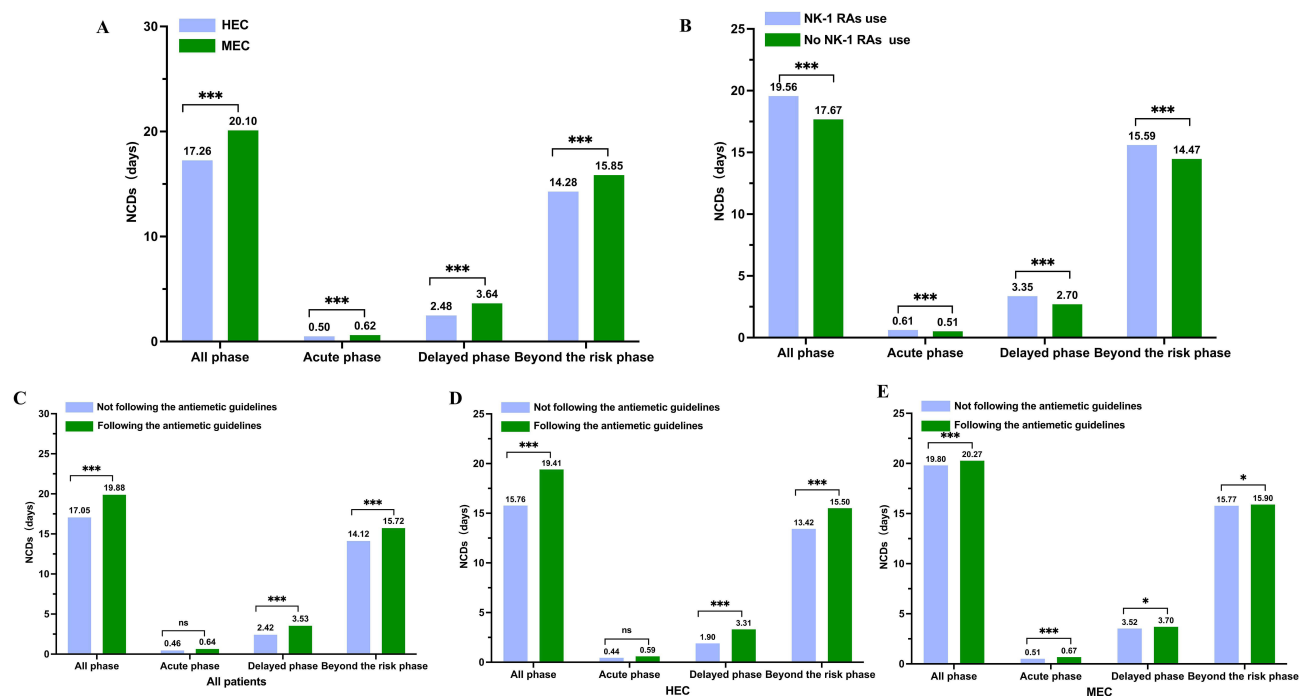 A
HEC
MEC
NCDs (days)
30
20
10
0
***
17.26
20.10
***
0.50
0.62
***
2.48
3.64
***
14.28
15.85
All phase
Acute phase
Delayed phase
Beyond the risk phase
B
NK-1 RAs use
No NK-1 RAs use
NCDs (days)
25
20
15
10
5
0
***
19.56
17.67
***
0.61
0.51
***
3.35
2.70
***
15.59
14.47
All phase
Acute phase
Delayed phase
Beyond the risk phase
C
Not following the antiemetic guidelines
Following the antiemetic guidelines
NCDs (days)
30
25
20
15
10
5
0
***
17.05
19.88
ns
0.46
0.64
***
2.42
3.53
***
14.12
15.72
All phase
Acute phase
Delayed phase
Beyond the risk phase
All patients
D
Not following the antiemetic guidelines
Following the antiemetic guidelines
NCDs (days)
25
20
15
10
5
0
***
15.76
19.41
ns
0.44
0.59
***
1.90
3.31
***
13.42
15.50
All phase
Acute phase
Delayed phase
Beyond the risk phase
HEC
E
Not following the antiemetic guidelines
Following the antiemetic guidelines
NCDs (days)
25
20
15
10
5
0
***
19.80
20.27
***
0.51
0.67
*
3.52
3.70
*
15.77
15.90
All phase
Acute phase
Delayed phase
Beyond the risk phase
MEC